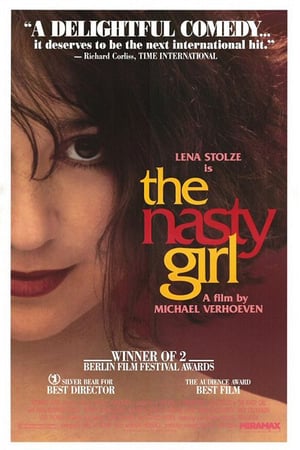 "A DELIGHTFUL COMEDY...
...it deserves to be the next international hit."
— Richard Corliss, TIME INTERNATIONAL
LENA STOLZE
is
the
nasty
girl
A film by
MICHAEL VERHOEVEN
WINNER OF 2
BERLIN FILM FESTIVAL AWARDS
SILVER BEAR FOR
BEST DIRECTOR
THE AUDIENCE AWARD
BEST FILM
MIRAMAX